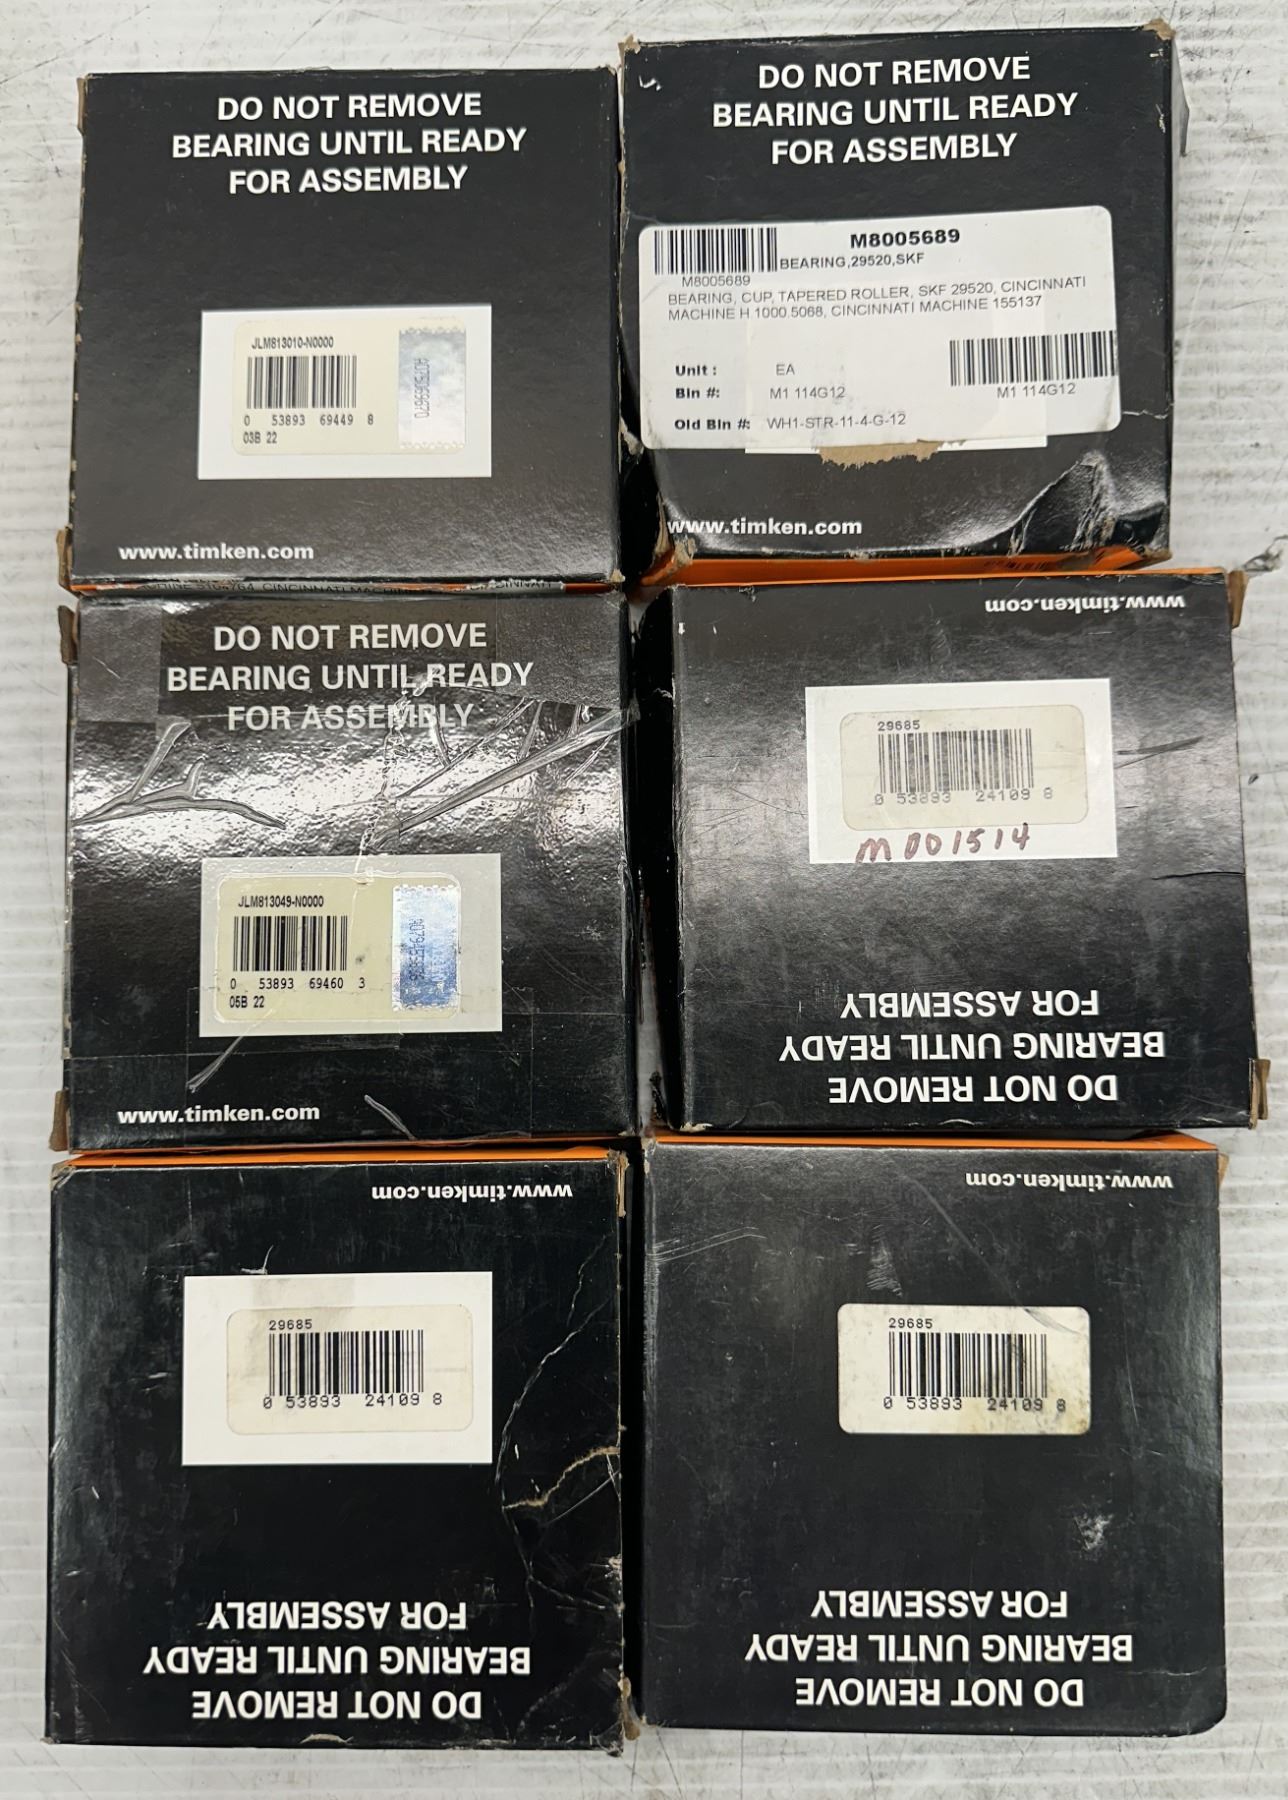 DO NOT REMOVE
BEARING UNTIL READY
FOR ASSEMBLY
JLM813010-N0000
0 53893 69449 8
03B 22
www.timken.com
DO NOT REMOVE
BEARING UNTIL READY
FOR ASSEMBLY
M8005689
M8005689
BEARING,29520,SKF
BEARING, CUP, TAPERED ROLLER, SKF 29520, CINCINNATI
MACHINE H 1000.5068, CINCINNATI MACHINE 155137
Unit : EA
Bin #: M1 114G12
M1 114G12
Old Bin #: WH1-STR-11-4-G-12
www.timken.com
CINCINNATI
DO NOT REMOVE
BEARING UNTIL READY
FOR ASSEMBLY
JLM813049-N0000
0 53893 69460 3
05B 22
www.timken.com
www.timken.com
29685
0 53893 24109 8
M001514
DO NOT REMOVE
BEARING UNTIL READY
FOR ASSEMBLY
www.timken.com
29685
0 53893 24109 8
DO NOT REMOVE
BEARING UNTIL READY
FOR ASSEMBLY
www.timken.com
29685
0 53893 24109 8
DO NOT REMOVE
BEARING UNTIL READY
FOR ASSEMBLY